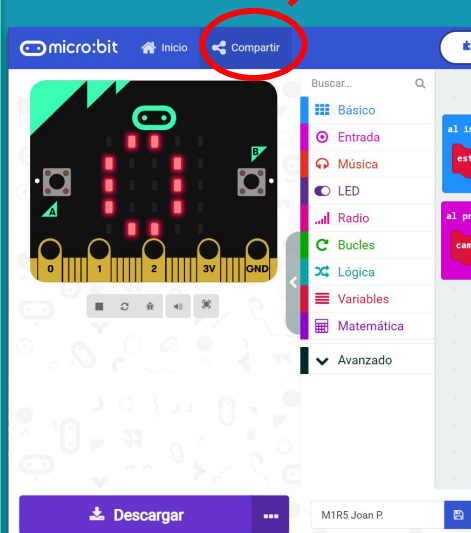 micro:bit Inicio Compartir
Buscar...
Básico
Entrada
Música
LED
Radio
Bucles
Lógica
Variables
Matemática
Avanzado
B
A
0 1 2 3V GND
al
al
Descargar ...
M1R5 Joan P.